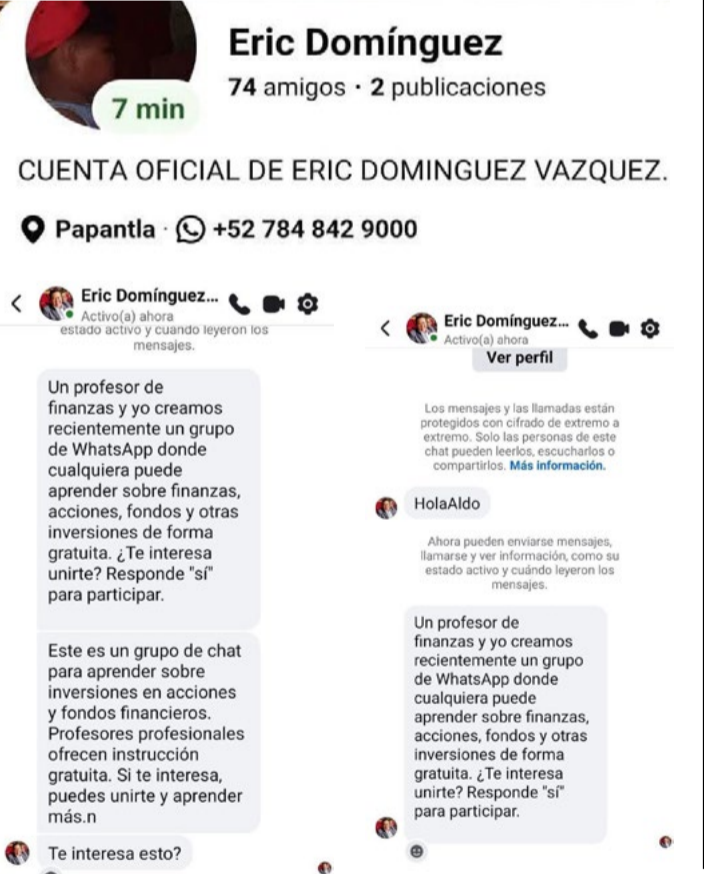 Eric Domínguez
74 amigos · 2 publicaciones
7 min
CUENTA OFICIAL DE ERIC DOMINGUEZ VAZQUEZ.
Papantla · +52 784 842 9000
Eric Domínguez...
Activo(a) ahora
estado activo y cuándo leyeron los
mensajes.
Un profesor de
finanzas y yo creamos
recientemente un grupo
de WhatsApp donde
cualquiera puede
aprender sobre finanzas,
acciones, fondos y otras
inversiones de forma
gratuita. ¿Te interesa
unirte? Responde "sí"
para participar.
Este es un grupo de chat
para aprender sobre
inversiones en acciones
y fondos financieros.
Profesores profesionales
ofrecen instrucción
gratuita. Si te interesa,
puedes unirte y aprender
más.n
Te interesa esto?
Eric Domínguez...
Activo(a) ahora
Ver perfil
Los mensajes y las llamadas están
protegidos con cifrado de extremo a
extremo. Solo las personas de este
chat pueden leerlos, escucharlos o
compartirlos. Más información.
HolaAldo
Ahora pueden enviarse mensajes,
llamarse y ver información, como su
estado activo y cuándo leyeron los
mensajes.
Un profesor de
finanzas y yo creamos
recientemente un grupo
de WhatsApp donde
cualquiera puede
aprender sobre finanzas,
acciones, fondos y otras
inversiones de forma
gratuita. ¿Te interesa
unirte? Responde "sí"
para participar.